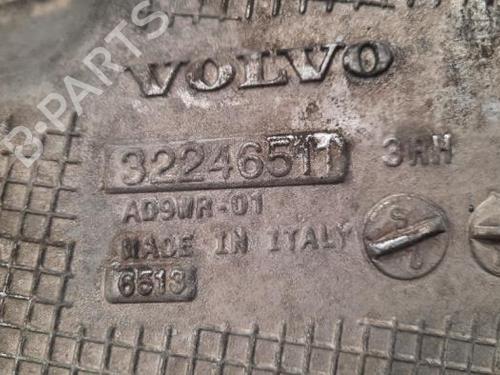 B-PARTS
VOLVO
32246511 3RH
AD9WR-01
MADE IN ITALY
6513